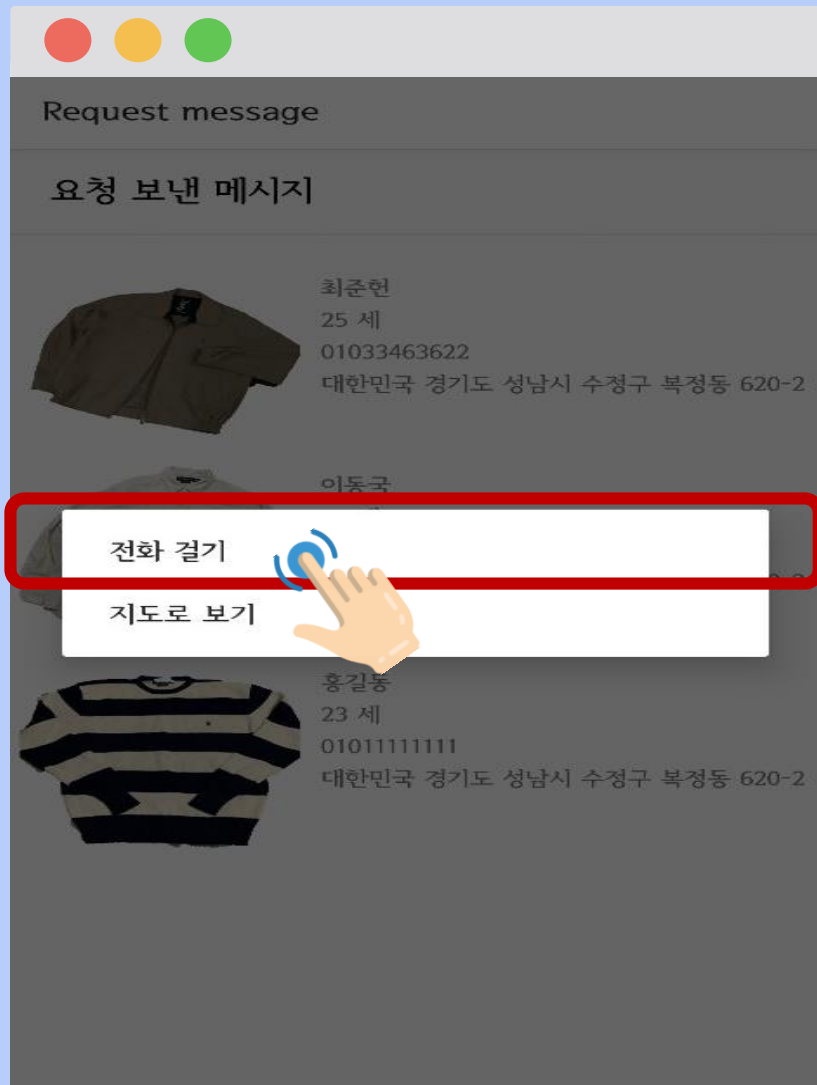 Request message
요청 보낸 메시지
최준헌
25 세
01033463622
대한민국 경기도 성남시 수정구 복정동 620-2
이동국
전화 걸기
지도로 보기
홍길동
23 세
01011111111
대한민국 경기도 성남시 수정구 복정동 620-2